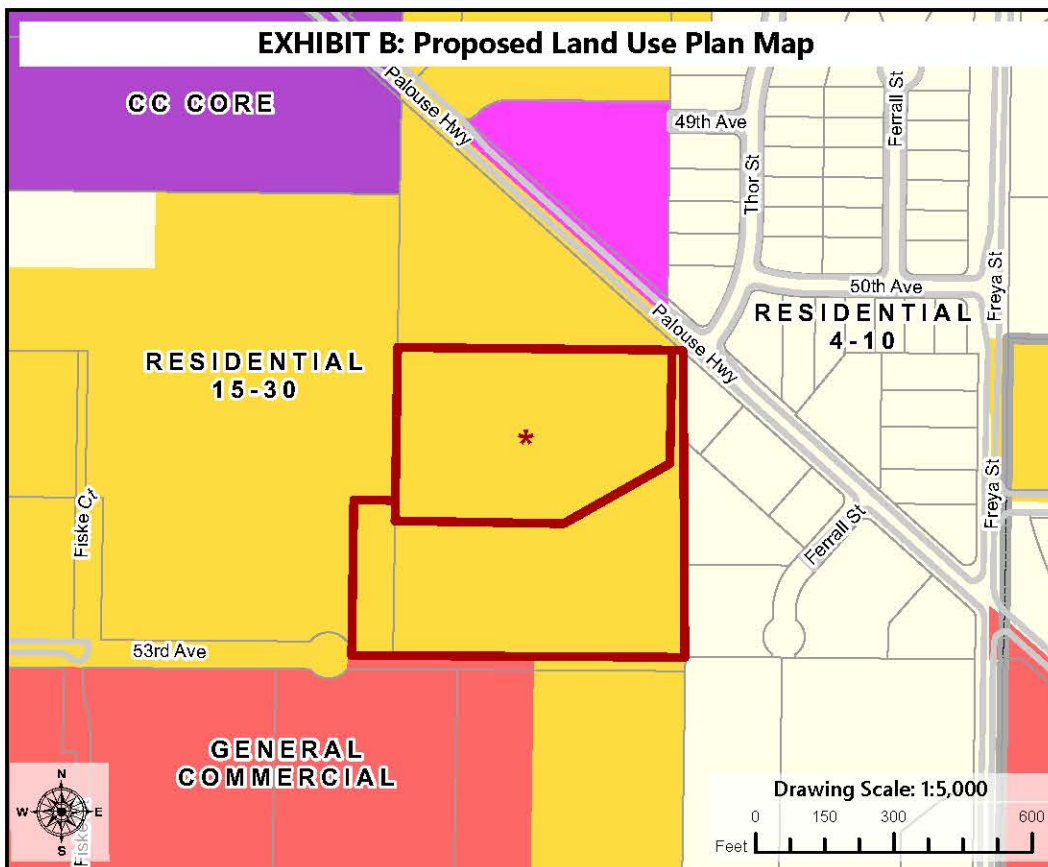 EXHIBIT B: Proposed Land Use Plan Map
CC CORE
Palouse Hwy
49th Ave
Ferrall St
Thor St
50th Ave
Freya St
RESIDENTIAL
4-10
Palouse Hwy
RESIDENTIAL
15-30
*
Fiske Ct
Freya St
Ferrall St
53rd Ave
GENERAL
COMMERCIAL
N
W
E
S
Drawing Scale: 1:5,000
0 150 300 600
Feet